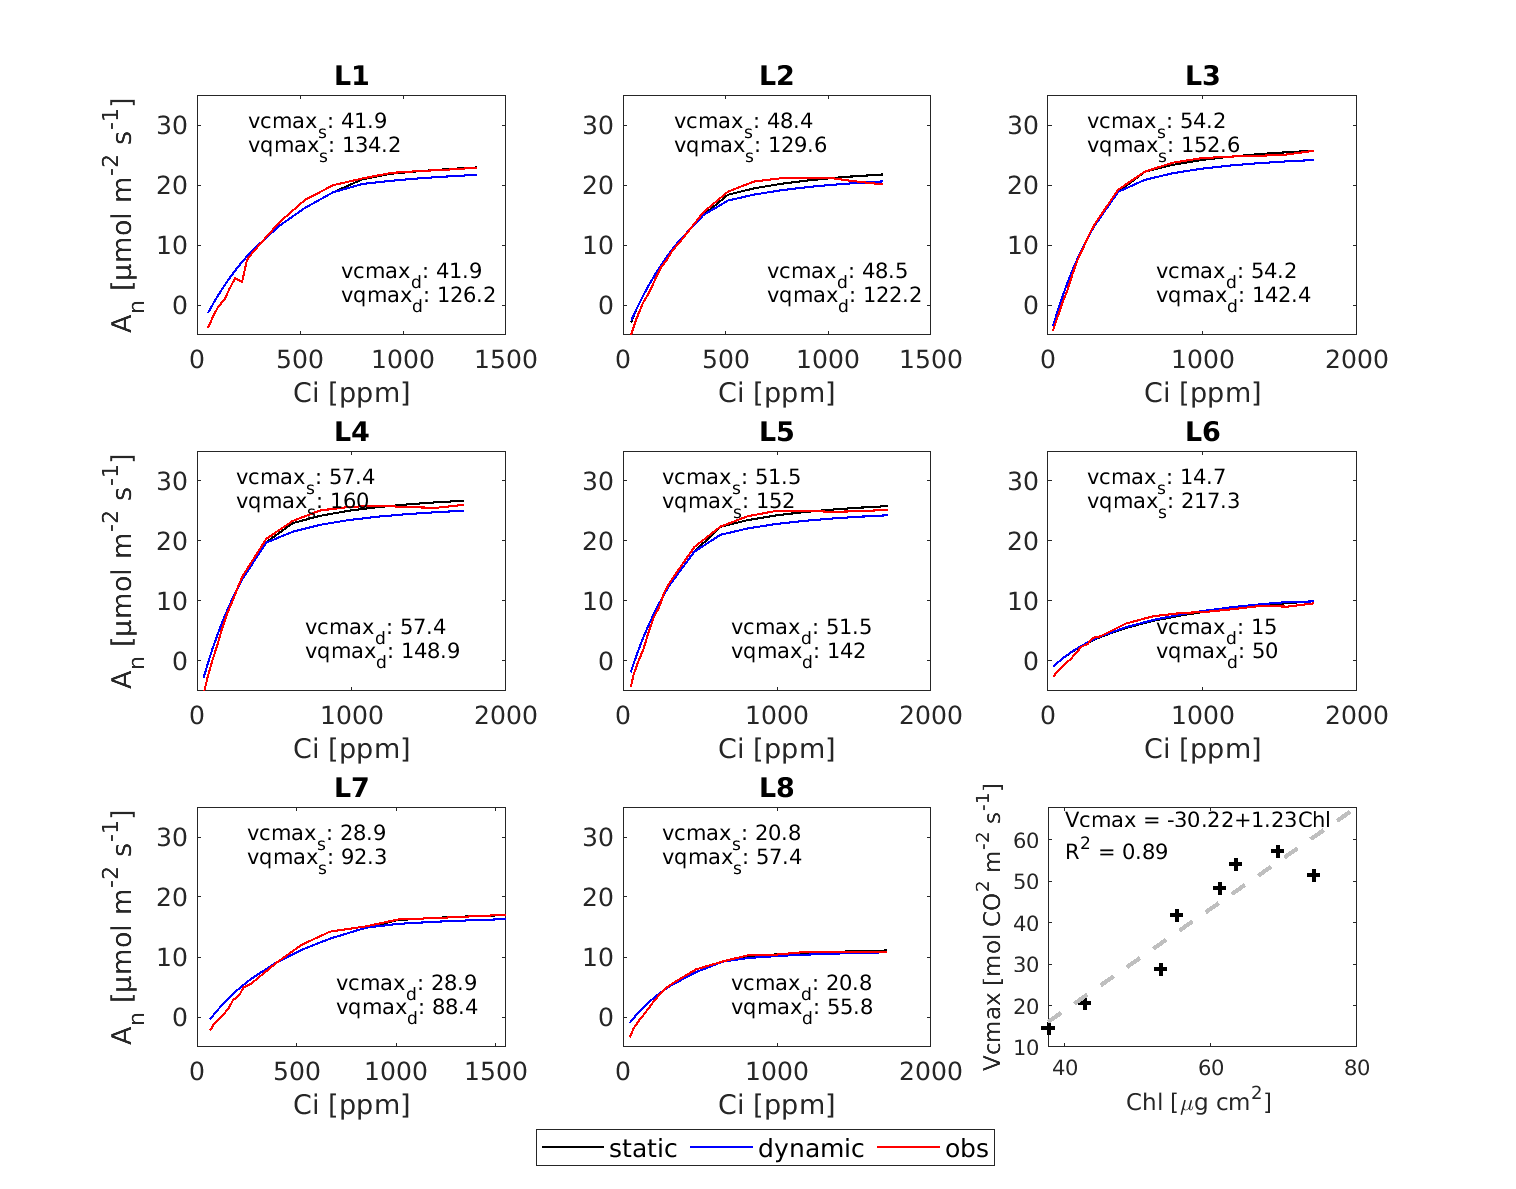 L1
L2
L3
30
20
10
0
vcmaxs: 41.9
vqmaxs: 134.2
vcmaxd: 41.9
vqmaxd: 126.2
0 500 1000 1500
Ci [ppm]
An [µmol m-2 s-1]
30
20
10
0
vcmaxs: 48.4
vqmaxs: 129.6
vcmaxd: 48.5
vqmaxd: 122.2
0 500 1000 1500
Ci [ppm]
30
20
10
0
vcmaxs: 54.2
vqmaxs: 152.6
vcmaxd: 54.2
vqmaxd: 142.4
0 1000 2000
Ci [ppm]
L4
L5
L6
30
20
10
0
vcmaxs: 57.4
vqmaxs: 160
vcmaxd: 57.4
vqmaxd: 148.9
0 1000 2000
Ci [ppm]
An [µmol m-2 s-1]
30
20
10
0
vcmaxs: 51.5
vqmaxs: 152
vcmaxd: 51.5
vqmaxd: 142
0 1000 2000
Ci [ppm]
30
20
10
0
vcmaxs: 14.7
vqmaxs: 217.3
vcmaxd: 15
vqmaxd: 50
0 1000 2000
Ci [ppm]
L7
L8
30
20
10
0
vcmaxs: 28.9
vqmaxs: 92.3
vcmaxd: 28.9
vqmaxd: 88.4
0 500 1000 1500
Ci [ppm]
An [µmol m-2 s-1]
30
20
10
0
vcmaxs: 20.8
vqmaxs: 57.4
vcmaxd: 20.8
vqmaxd: 55.8
0 1000 2000
Ci [ppm]
Vcmax = -30.22+1.23Chl
R2 = 0.89
60
50
40
30
20
10
40 60 80
Chl [µg cm2]
Vcmax [mol CO2 m-2 s-1]
static dynamic obs